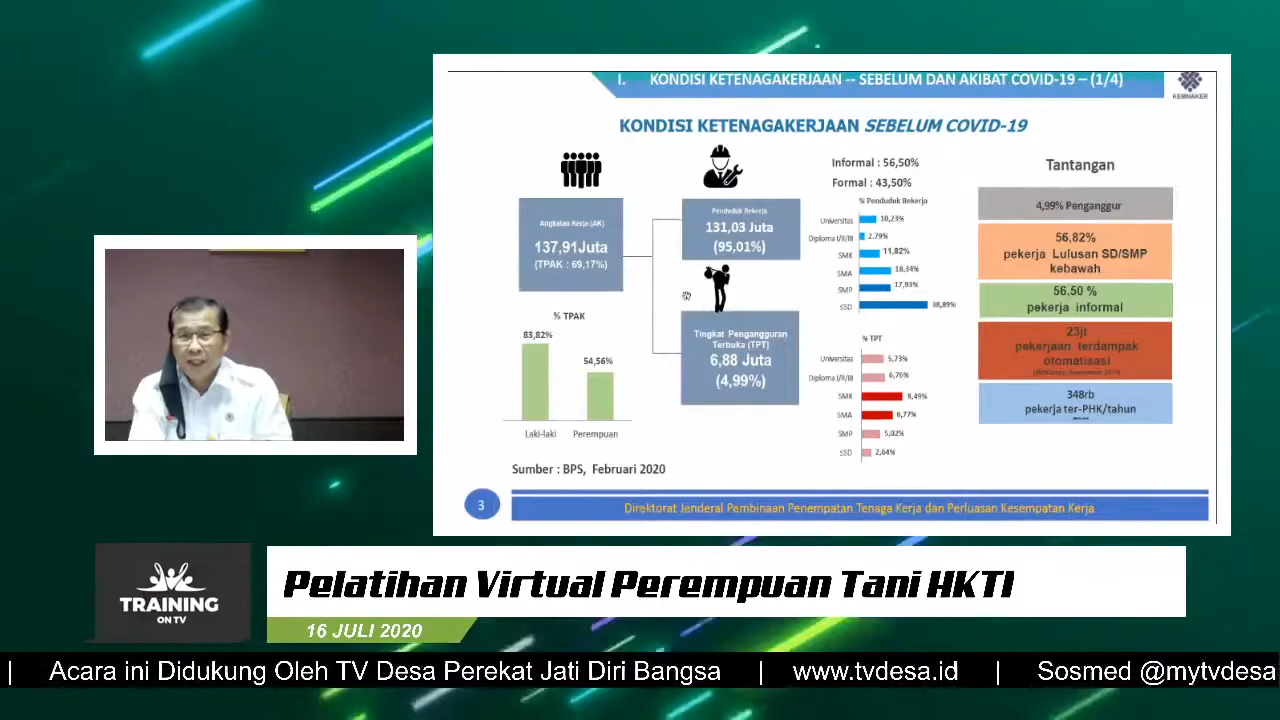 I. KONDISI KETENAGAKERJAAN -- SEBELUM DAN AKIBAT COVID-19 – (1/4)
KEMNAKER
KONDISI KETENAGAKERJAAN SEBELUM COVID-19
Angkatan Kerja (AK)
137,91Juta
(TPAK : 69,17%)
Penduduk Bekerja
131,03 Juta
(95,01%)
Tingkat Pengangguran
Terbuka (TPT)
6,88 Juta
(4,99%)
% TPAK
83,82%
54,56%
Laki-laki Perempuan
Informal : 56,50%
Formal : 43,50%
% Penduduk Bekerja
Universitas 10,23%
Diploma I/II/III 2.79%
SMK 11,82%
SMA 18,34%
SMP 17,93%
≤SD 38,89%
% TPT
Universitas 5,73%
Diploma I/II/III 6,76%
SMK 8,49%
SMA 6,77%
SMP 5,02%
≤SD 2,64%
Tantangan
4,99% Penganggur
56,82%
pekerja Lulusan SD/SMP
kebawah
56.50 %
pekerja informal
23jt
pekerjaan terdampak
otomatisasi
348rb
pekerja ter-PHK/tahun
Sumber : BPS, Februari 2020
3
Direktorat Jenderal Pembinaan Penempatan Tenaga Kerja dan Perluasan Kesempatan Kerja
TRAINING
ON TV
Pelatihan Virtual Perempuan Tani HKTI
16 JULI 2020
| Acara ini Didukung Oleh TV Desa Perekat Jati Diri Bangsa | www.tvdesa.id | Sosmed @mytvdesa